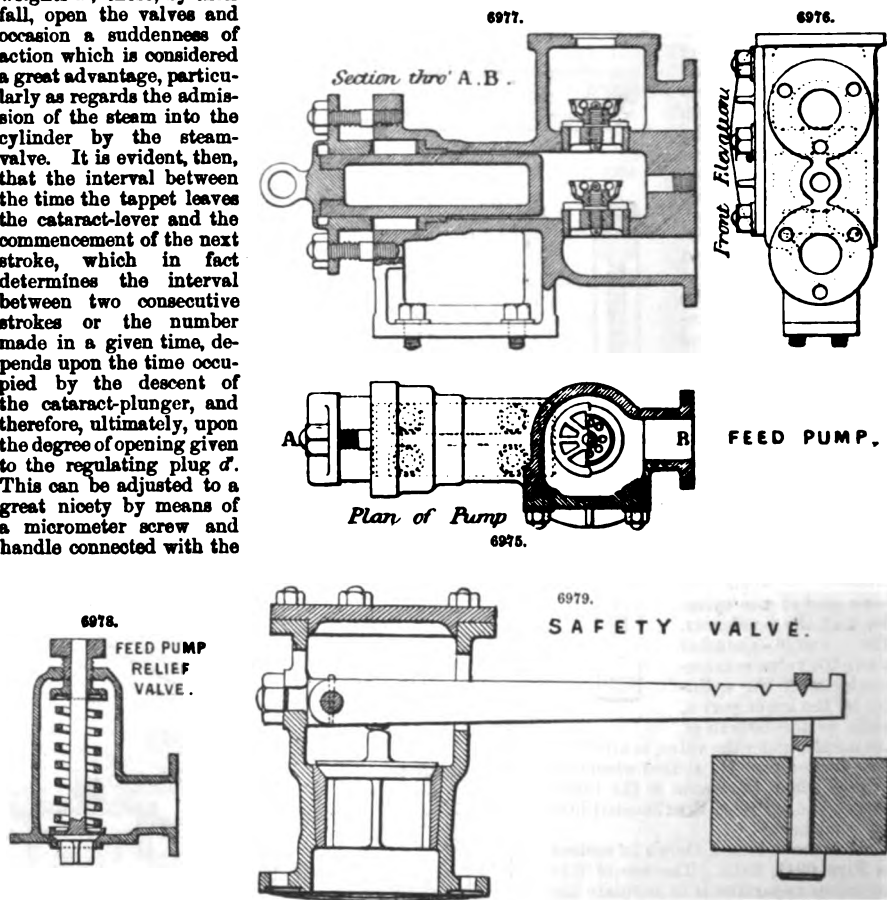 fall, open the valves and
occasion a suddenness of
action which is considered
a great advantage, particu-
larly as regards the admis-
sion of the steam into the
cylinder by the steam-
valve. It is evident, then,
that the interval between
the time the tappet leaves
the cataract-lever and the
commencement of the next
stroke, which in fact
determines the interval
between two consecutive
strokes or the number
made in a given time, de-
pends upon the time occu-
pied by the descent of
the cataract-plunger, and
therefore, ultimately, upon
the degree of opening given
to the regulating plug d'.
This can be adjusted to a
great nicety by means of
a micrometer screw and
handle connected with the
6977.
Section thro' A.B.
6976.
Front Elevation
A
B
FEED PUMP.
Plan of Pump
6975.
6978.
FEED PUMP
RELIEF
VALVE.
6979.
SAFETY VALVE.